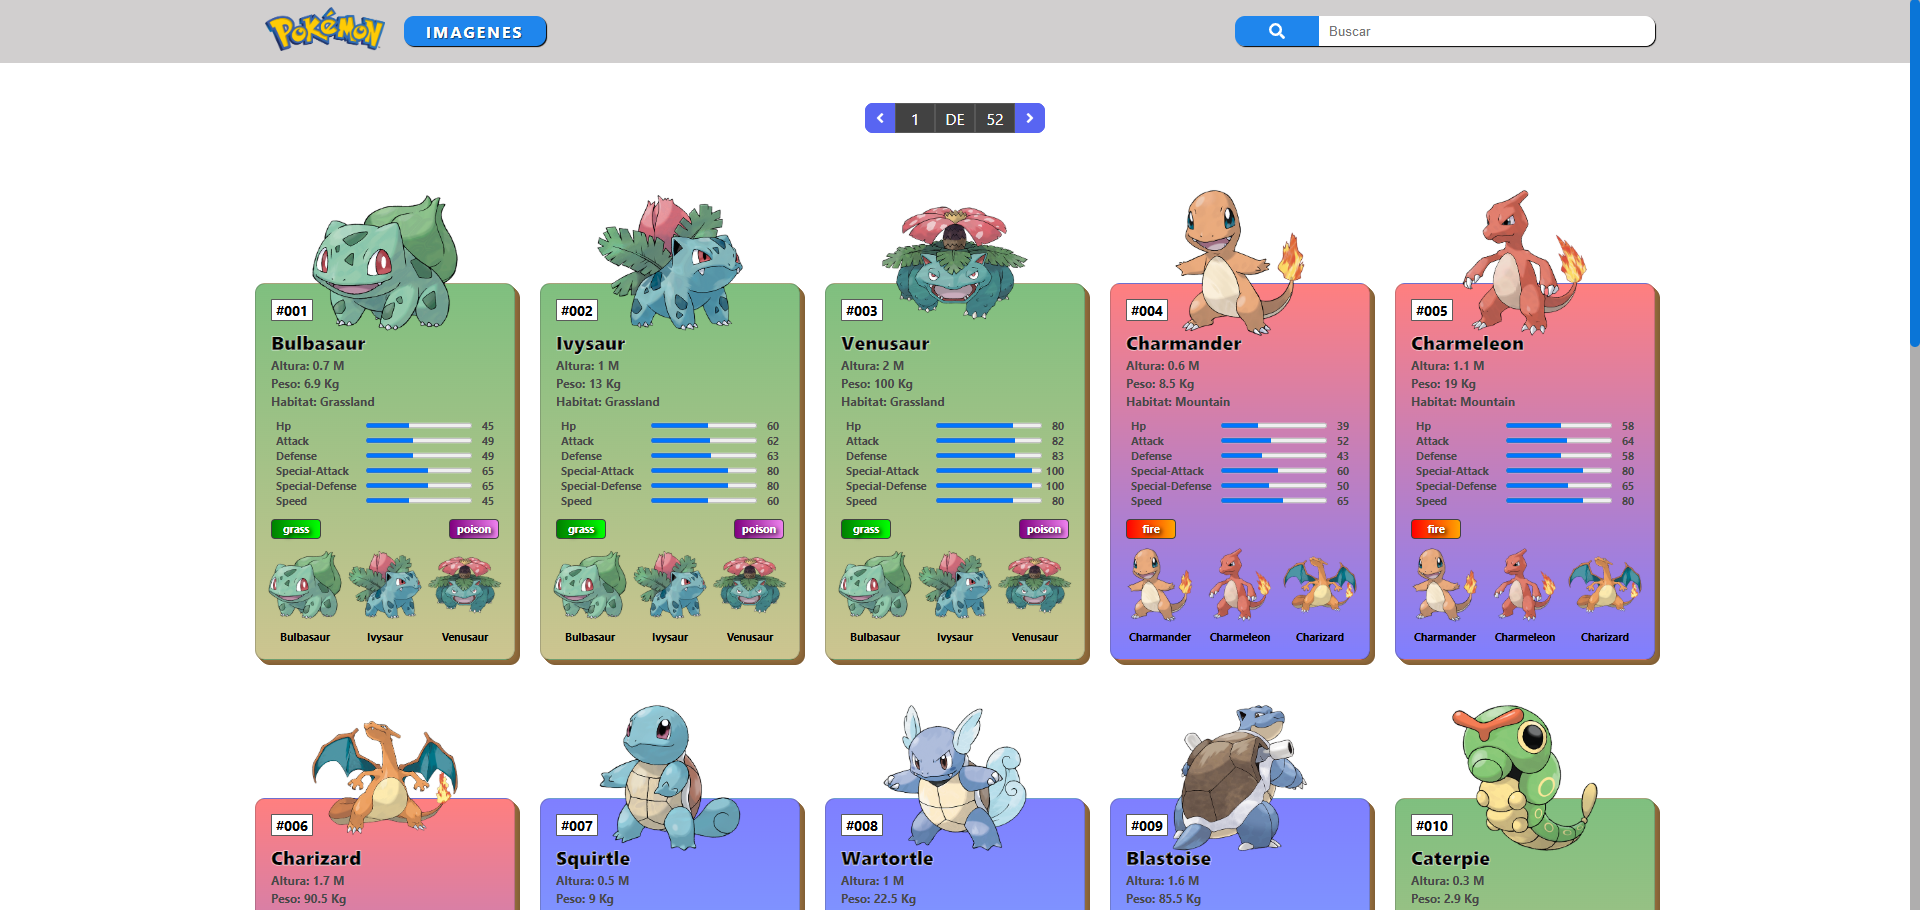 POKéMON
IMAGENES
Buscar
1 DE 52
#001
Bulbasaur
Altura: 0.7 M
Peso: 6.9 Kg
Habitat: Grassland
Hp 45
Attack 49
Defense 49
Special-Attack 65
Special-Defense 65
Speed 45
grass poison
Bulbasaur Ivysaur Venusaur
#002
Ivysaur
Altura: 1 M
Peso: 13 Kg
Habitat: Grassland
Hp 60
Attack 62
Defense 63
Special-Attack 80
Special-Defense 80
Speed 60
grass poison
Bulbasaur Ivysaur Venusaur
#003
Venusaur
Altura: 2 M
Peso: 100 Kg
Habitat: Grassland
Hp 80
Attack 82
Defense 83
Special-Attack 100
Special-Defense 100
Speed 80
grass poison
Bulbasaur Ivysaur Venusaur
#004
Charmander
Altura: 0.6 M
Peso: 8.5 Kg
Habitat: Mountain
Hp 39
Attack 52
Defense 43
Special-Attack 60
Special-Defense 50
Speed 65
fire
Charmander Charmeleon Charizard
#005
Charmeleon
Altura: 1.1 M
Peso: 19 Kg
Habitat: Mountain
Hp 58
Attack 64
Defense 58
Special-Attack 80
Special-Defense 65
Speed 80
fire
Charmander Charmeleon Charizard
#006
Charizard
Altura: 1.7 M
Peso: 90.5 Kg
#007
Squirtle
Altura: 0.5 M
Peso: 9 Kg
#008
Wartortle
Altura: 1 M
Peso: 22.5 Kg
#009
Blastoise
Altura: 1.6 M
Peso: 85.5 Kg
#010
Caterpie
Altura: 0.3 M
Peso: 2.9 Kg